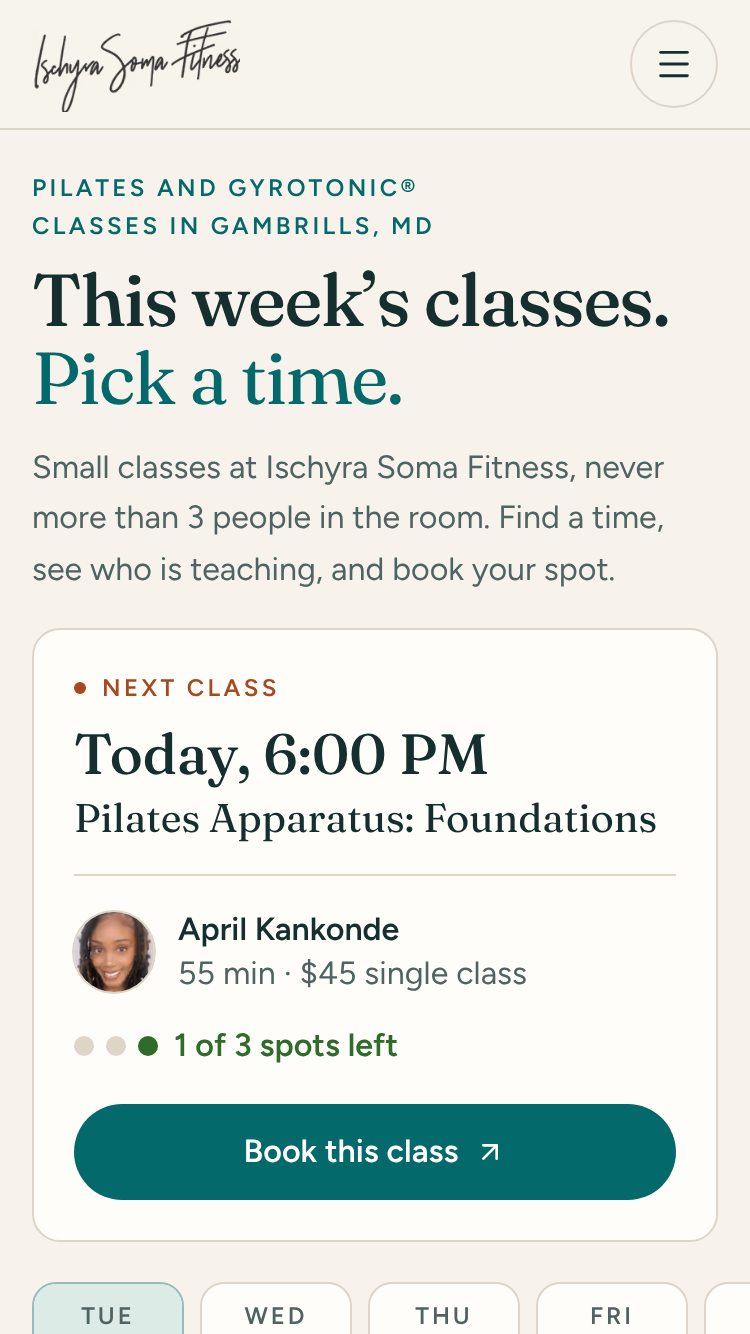 Ischyra Soma Fitness
PILATES AND GYROTONIC®
CLASSES IN GAMBRILLS, MD
This week’s classes.
Pick a time.
Small classes at Ischyra Soma Fitness, never
more than 3 people in the room. Find a time,
see who is teaching, and book your spot.
NEXT CLASS
Today, 6:00 PM
Pilates Apparatus: Foundations
April Kankonde
55 min · $45 single class
1 of 3 spots left
Book this class
TUE WED THU FRI